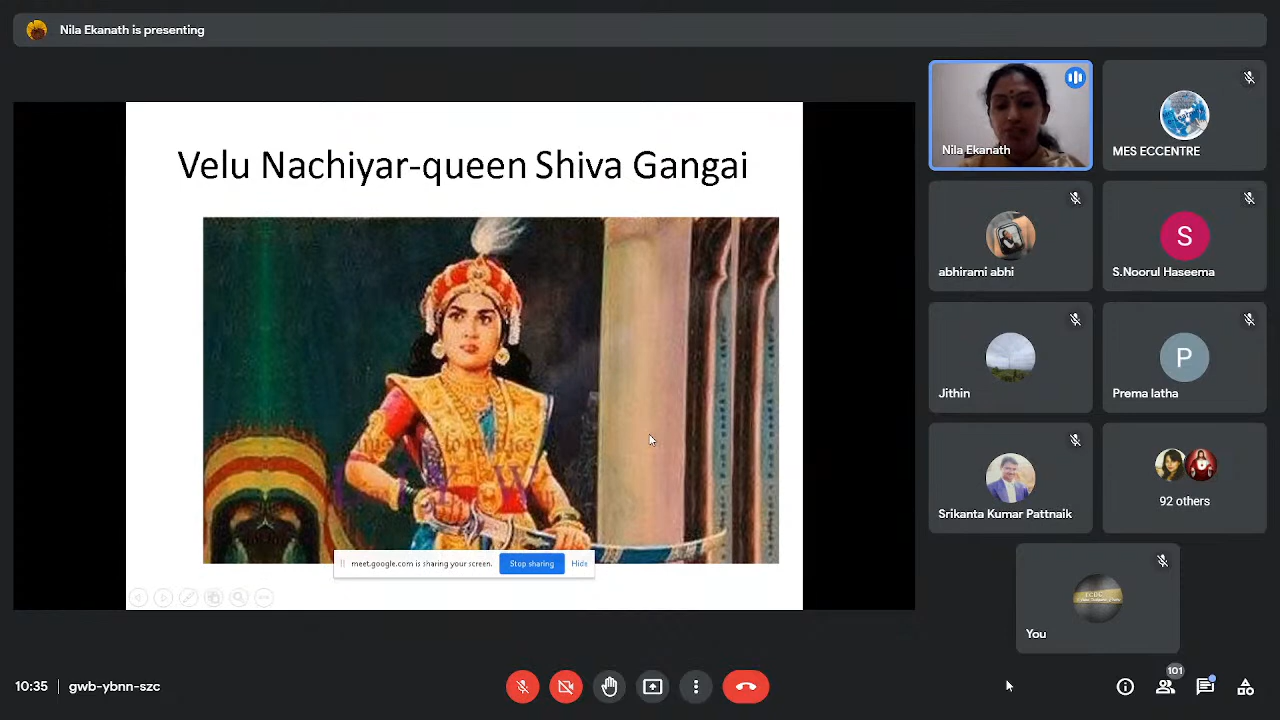 Nila Ekanath is presenting
Velu Nachiyar-queen Shiva Gangai
meet.google.com is sharing your screen.
Stop sharing
Hide
Nila Ekanath
MES ECCENTRE
abhirami abhi
S
S.Noorul Haseema
Jithin
P
Prema latha
Srikanta Kumar Pattnaik
92 others
ECDC
You
10:35
gwb-ybnn-szc
101